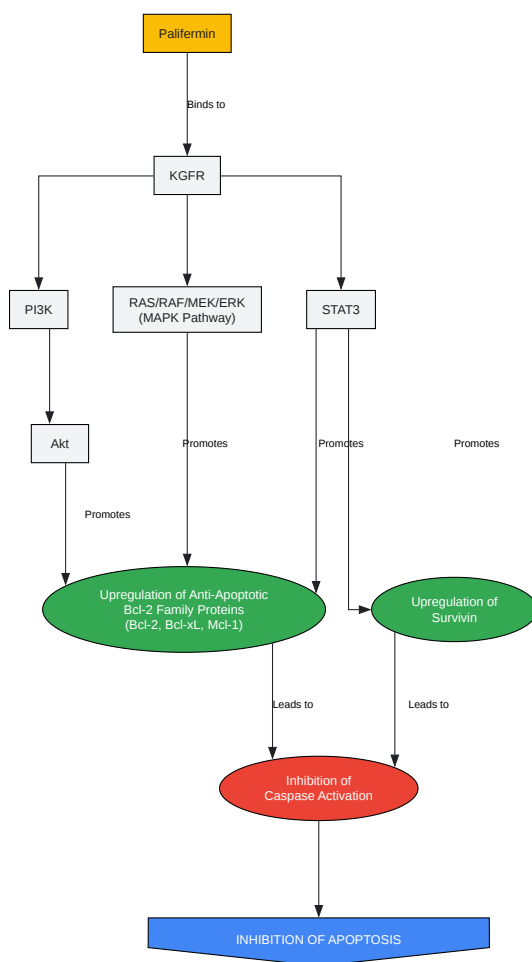 Palifermin
Binds to
KGFR
PI3K
RAS/RAF/MEK/ERK
(MAPK Pathway)
STAT3
Akt
Promotes
Promotes
Promotes
Promotes
Upregulation of Anti-Apoptotic
Bcl-2 Family Proteins
(Bcl-2, Bcl-xL, Mcl-1)
Upregulation of
Survivin
Leads to
Leads to
Inhibition of
Caspase Activation
INHIBITION OF APOPTOSIS